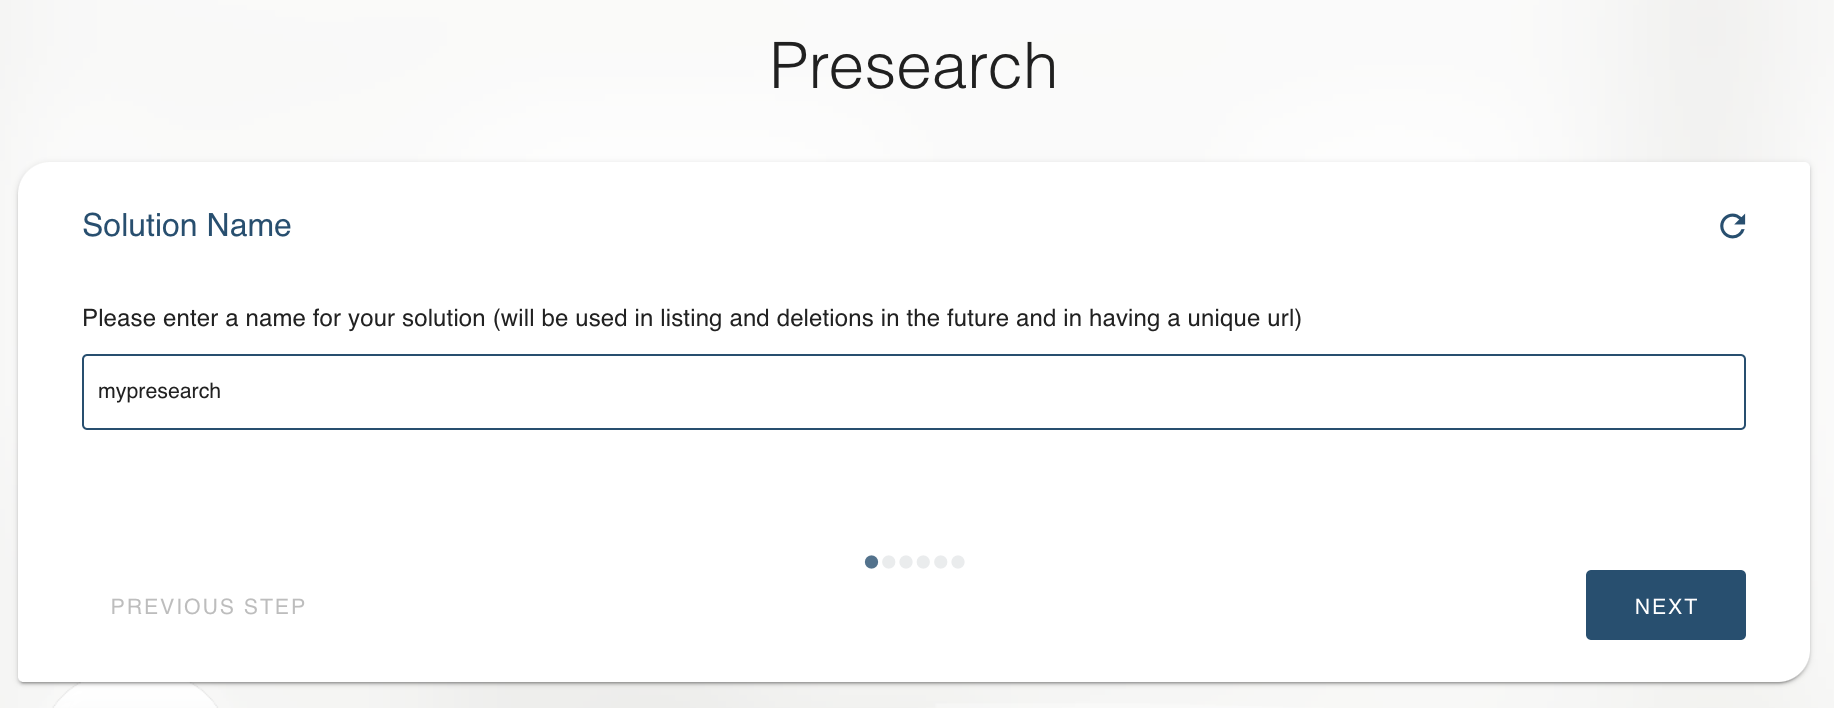 Presearch
Solution Name
Please enter a name for your solution (will be used in listing and deletions in the future and in having a unique url)
mypresearch
PREVIOUS STEP
NEXT